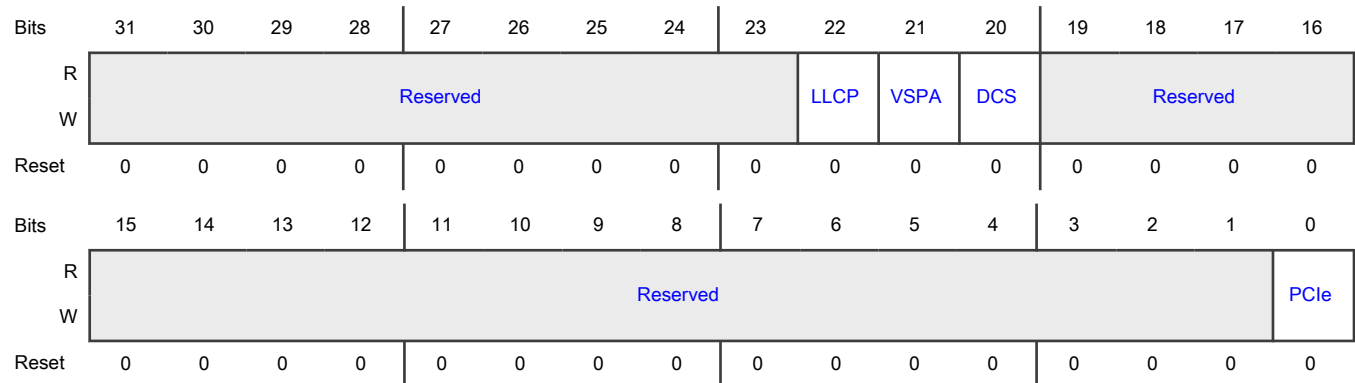 Bits 31 30 29 28 27 26 25 24 23 22 21 20 19 18 17 16
R
Reserved LLCP VSPA DCS Reserved
W
Reset 0 0 0 0 0 0 0 0 0 0 0 0 0 0 0 0
Bits 15 14 13 12 11 10 9 8 7 6 5 4 3 2 1 0
R
Reserved PCIe
W
Reset 0 0 0 0 0 0 0 0 0 0 0 0 0 0 0 0